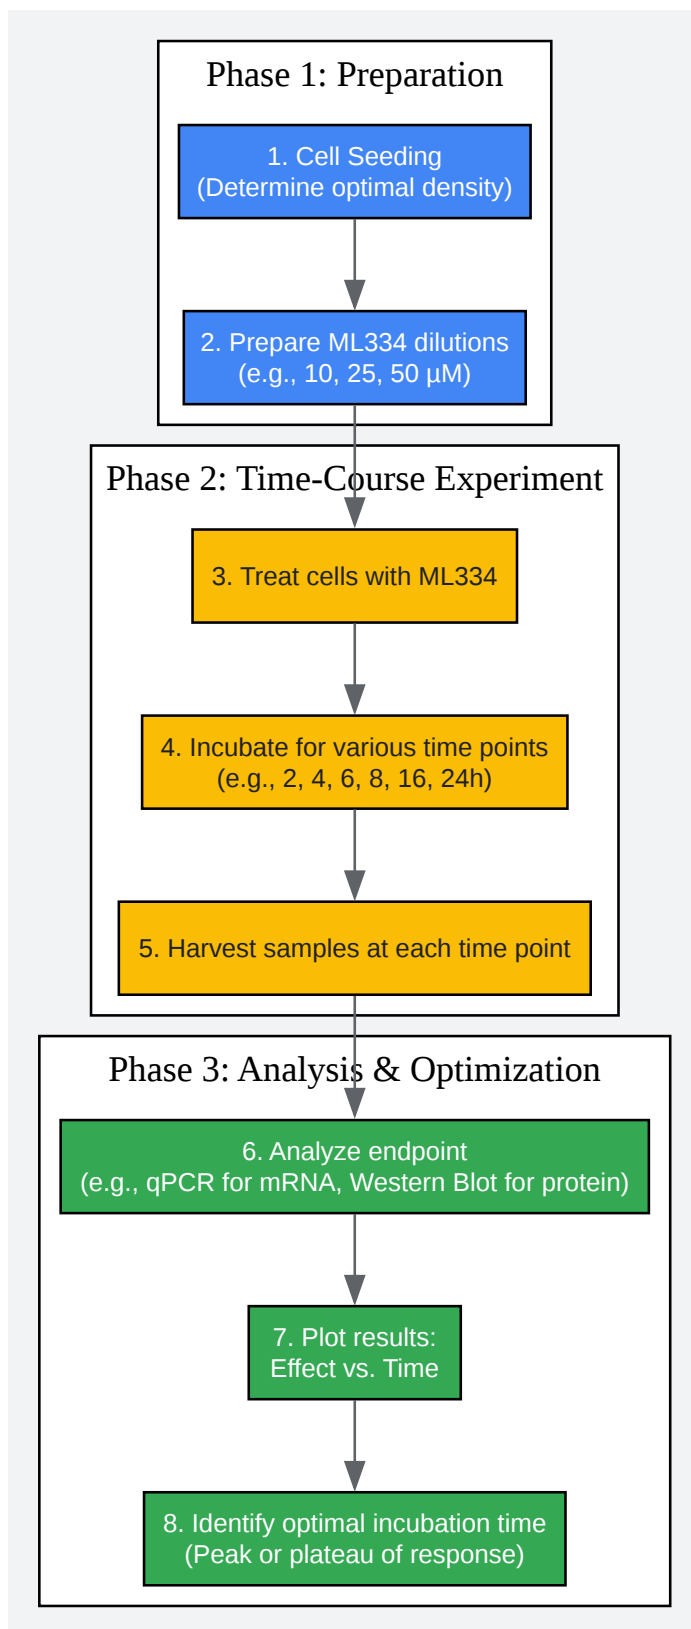 Phase 1: Preparation
1. Cell Seeding
(Determine optimal density)
2. Prepare ML334 dilutions
(e.g., 10, 25, 50 µM)
Phase 2: Time-Course Experiment
3. Treat cells with ML334
4. Incubate for various time points
(e.g., 2, 4, 6, 8, 16, 24h)
5. Harvest samples at each time point
Phase 3: Analysis & Optimization
6. Analyze endpoint
(e.g., qPCR for mRNA, Western Blot for protein)
7. Plot results:
Effect vs. Time
8. Identify optimal incubation time
(Peak or plateau of response)